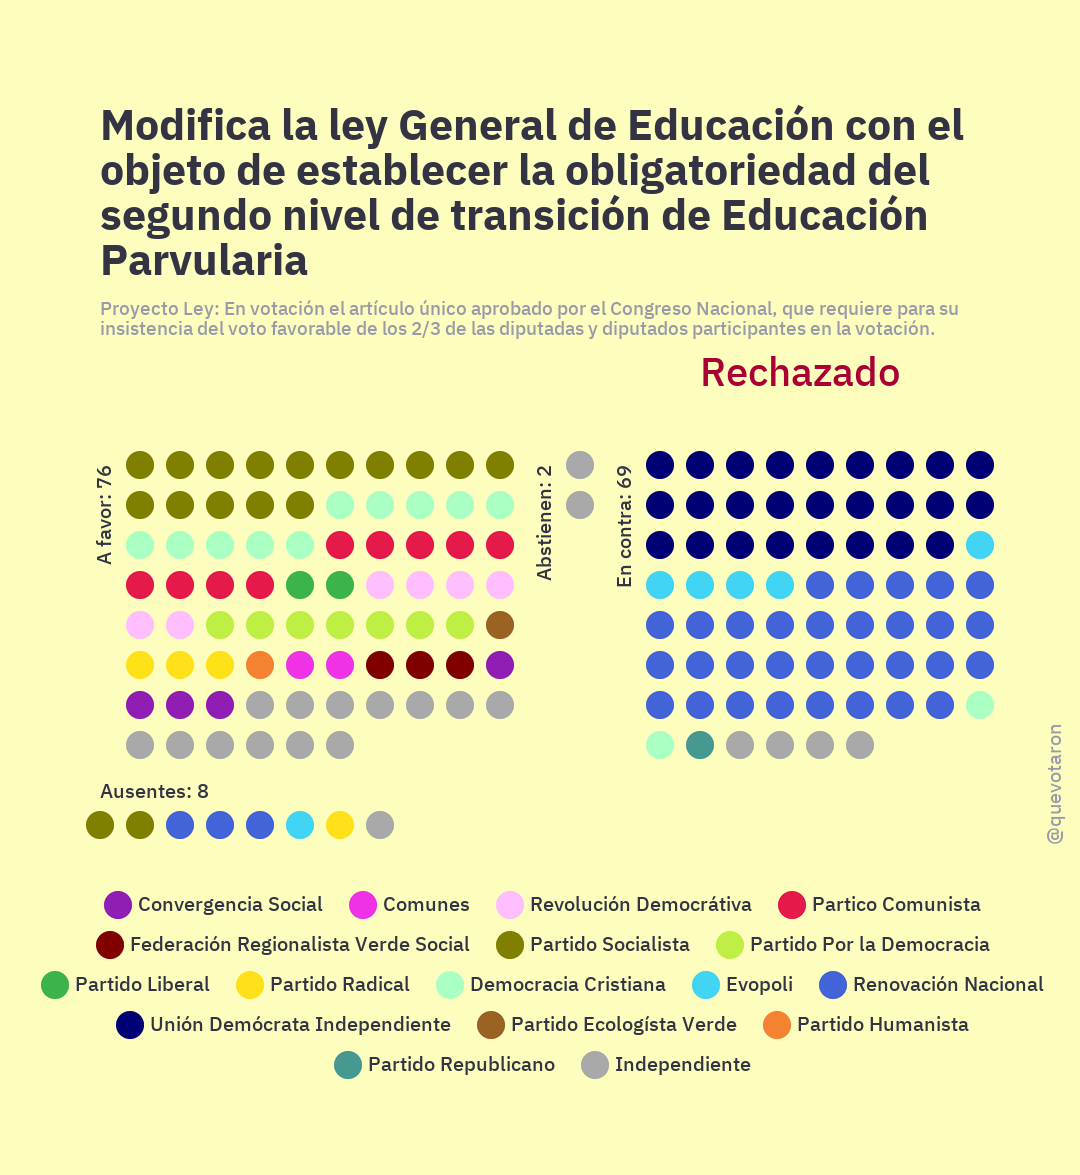 Modifica la ley General de Educación con el
objeto de establecer la obligatoriedad del
segundo nivel de transición de Educación
Parvularia
Proyecto Ley: En votación el artículo único aprobado por el Congreso Nacional, que requiere para su
insistencia del voto favorable de los 2/3 de las diputadas y diputados participantes en la votación.
Rechazado
A favor: 76
Abstienen: 2
En contra: 69
Ausentes: 8
@quevotaron
Convergencia Social
Comunes
Revolución Democrátiva
Partico Comunista
Federación Regionalista Verde Social
Partido Socialista
Partido Por la Democracia
Partido Liberal
Partido Radical
Democracia Cristiana
Evopoli
Renovación Nacional
Unión Demócrata Independiente
Partido Ecologísta Verde
Partido Humanista
Partido Republicano
Independiente